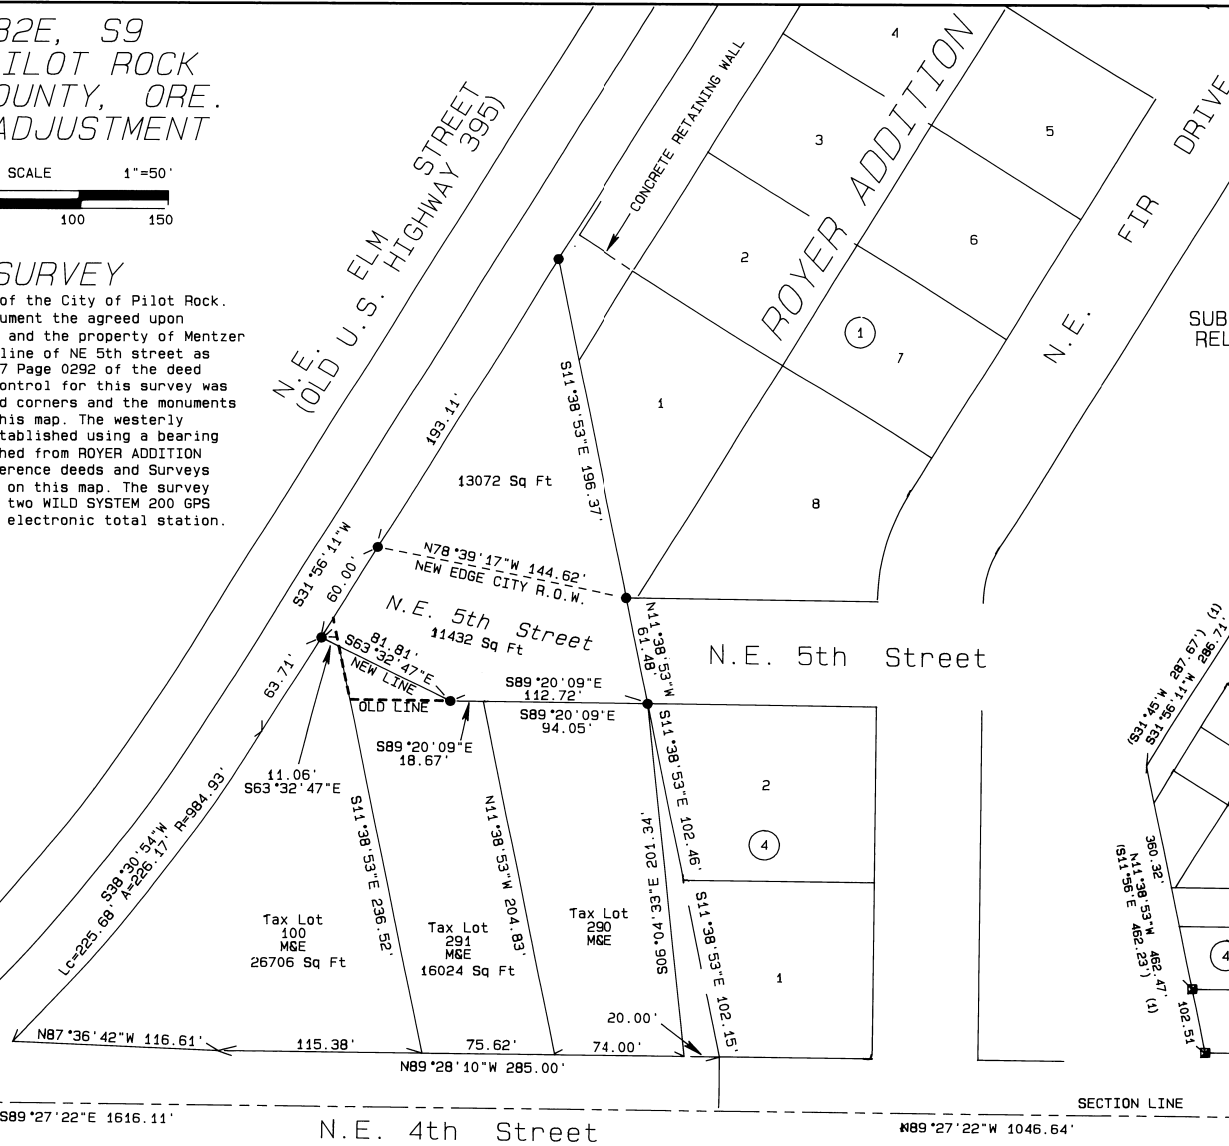 32E, S9
PILOT ROCK
COUNTY, ORE.
ADJUSTMENT
SCALE 1"=50'
100 150
SURVEY
of the City of Pilot Rock.
ument the agreed upon
and the property of Mentzer
line of NE 5th street as
7 Page 0292 of the deed
ontrol for this survey was
d corners and the monuments
his map. The westerly
tablished using a bearing
hed from ROYER ADDITION
erence deeds and Surveys
on this map. The survey
two WILD SYSTEM 200 GPS
electronic total station.
N.E. ELM STREET
(OLD U.S. HIGHWAY 395)
CONCRETE RETAINING WALL
ROYER ADDITION
N.E. FIR DRIVE
4
3
5
2
6
1
7
1
8
SUB
REL
193.11'
S11°38'53"E 196.37'
13072 Sq Ft
S31°56'11"W
60.00'
N78°39'17"W 144.62'
NEW EDGE CITY R.O.W.
N.E. 5th Street
11432 Sq Ft
81.81'
S63°32'47"E
NEW LINE
OLD LINE
63.71'
N11°38'53"W
61.48'
N.E. 5th Street
S89°20'09"E
112.72'
S89°20'09"E
94.05'
S89°20'09"E
18.67'
11.06'
S63°32'47"E
S38°30'54"W
Lc=225.68' A=226.17' R=984.93'
S11°38'53"E 236.52'
N11°38'53"W 204.83'
S06°04'33"E 201.34'
S11°38'53"E 102.46'
S11°38'53"E 102.15'
2
4
1
Tax Lot
100
M&E
26706 Sq Ft
Tax Lot
291
M&E
16024 Sq Ft
Tax Lot
290
M&E
20.00'
N87°36'42"W 116.61'
115.38'
75.62'
74.00'
N89°28'10"W 285.00'
(S31°45'W 287.67') (1)
S31°56'11"W 286.71'
360.32'
N11°38'53"W 462.47'
(S11°56'E 462.23') (1)
4
102.51
SECTION LINE
S89°27'22"E 1616.11'
N.E. 4th Street
N89°27'22"W 1046.64'